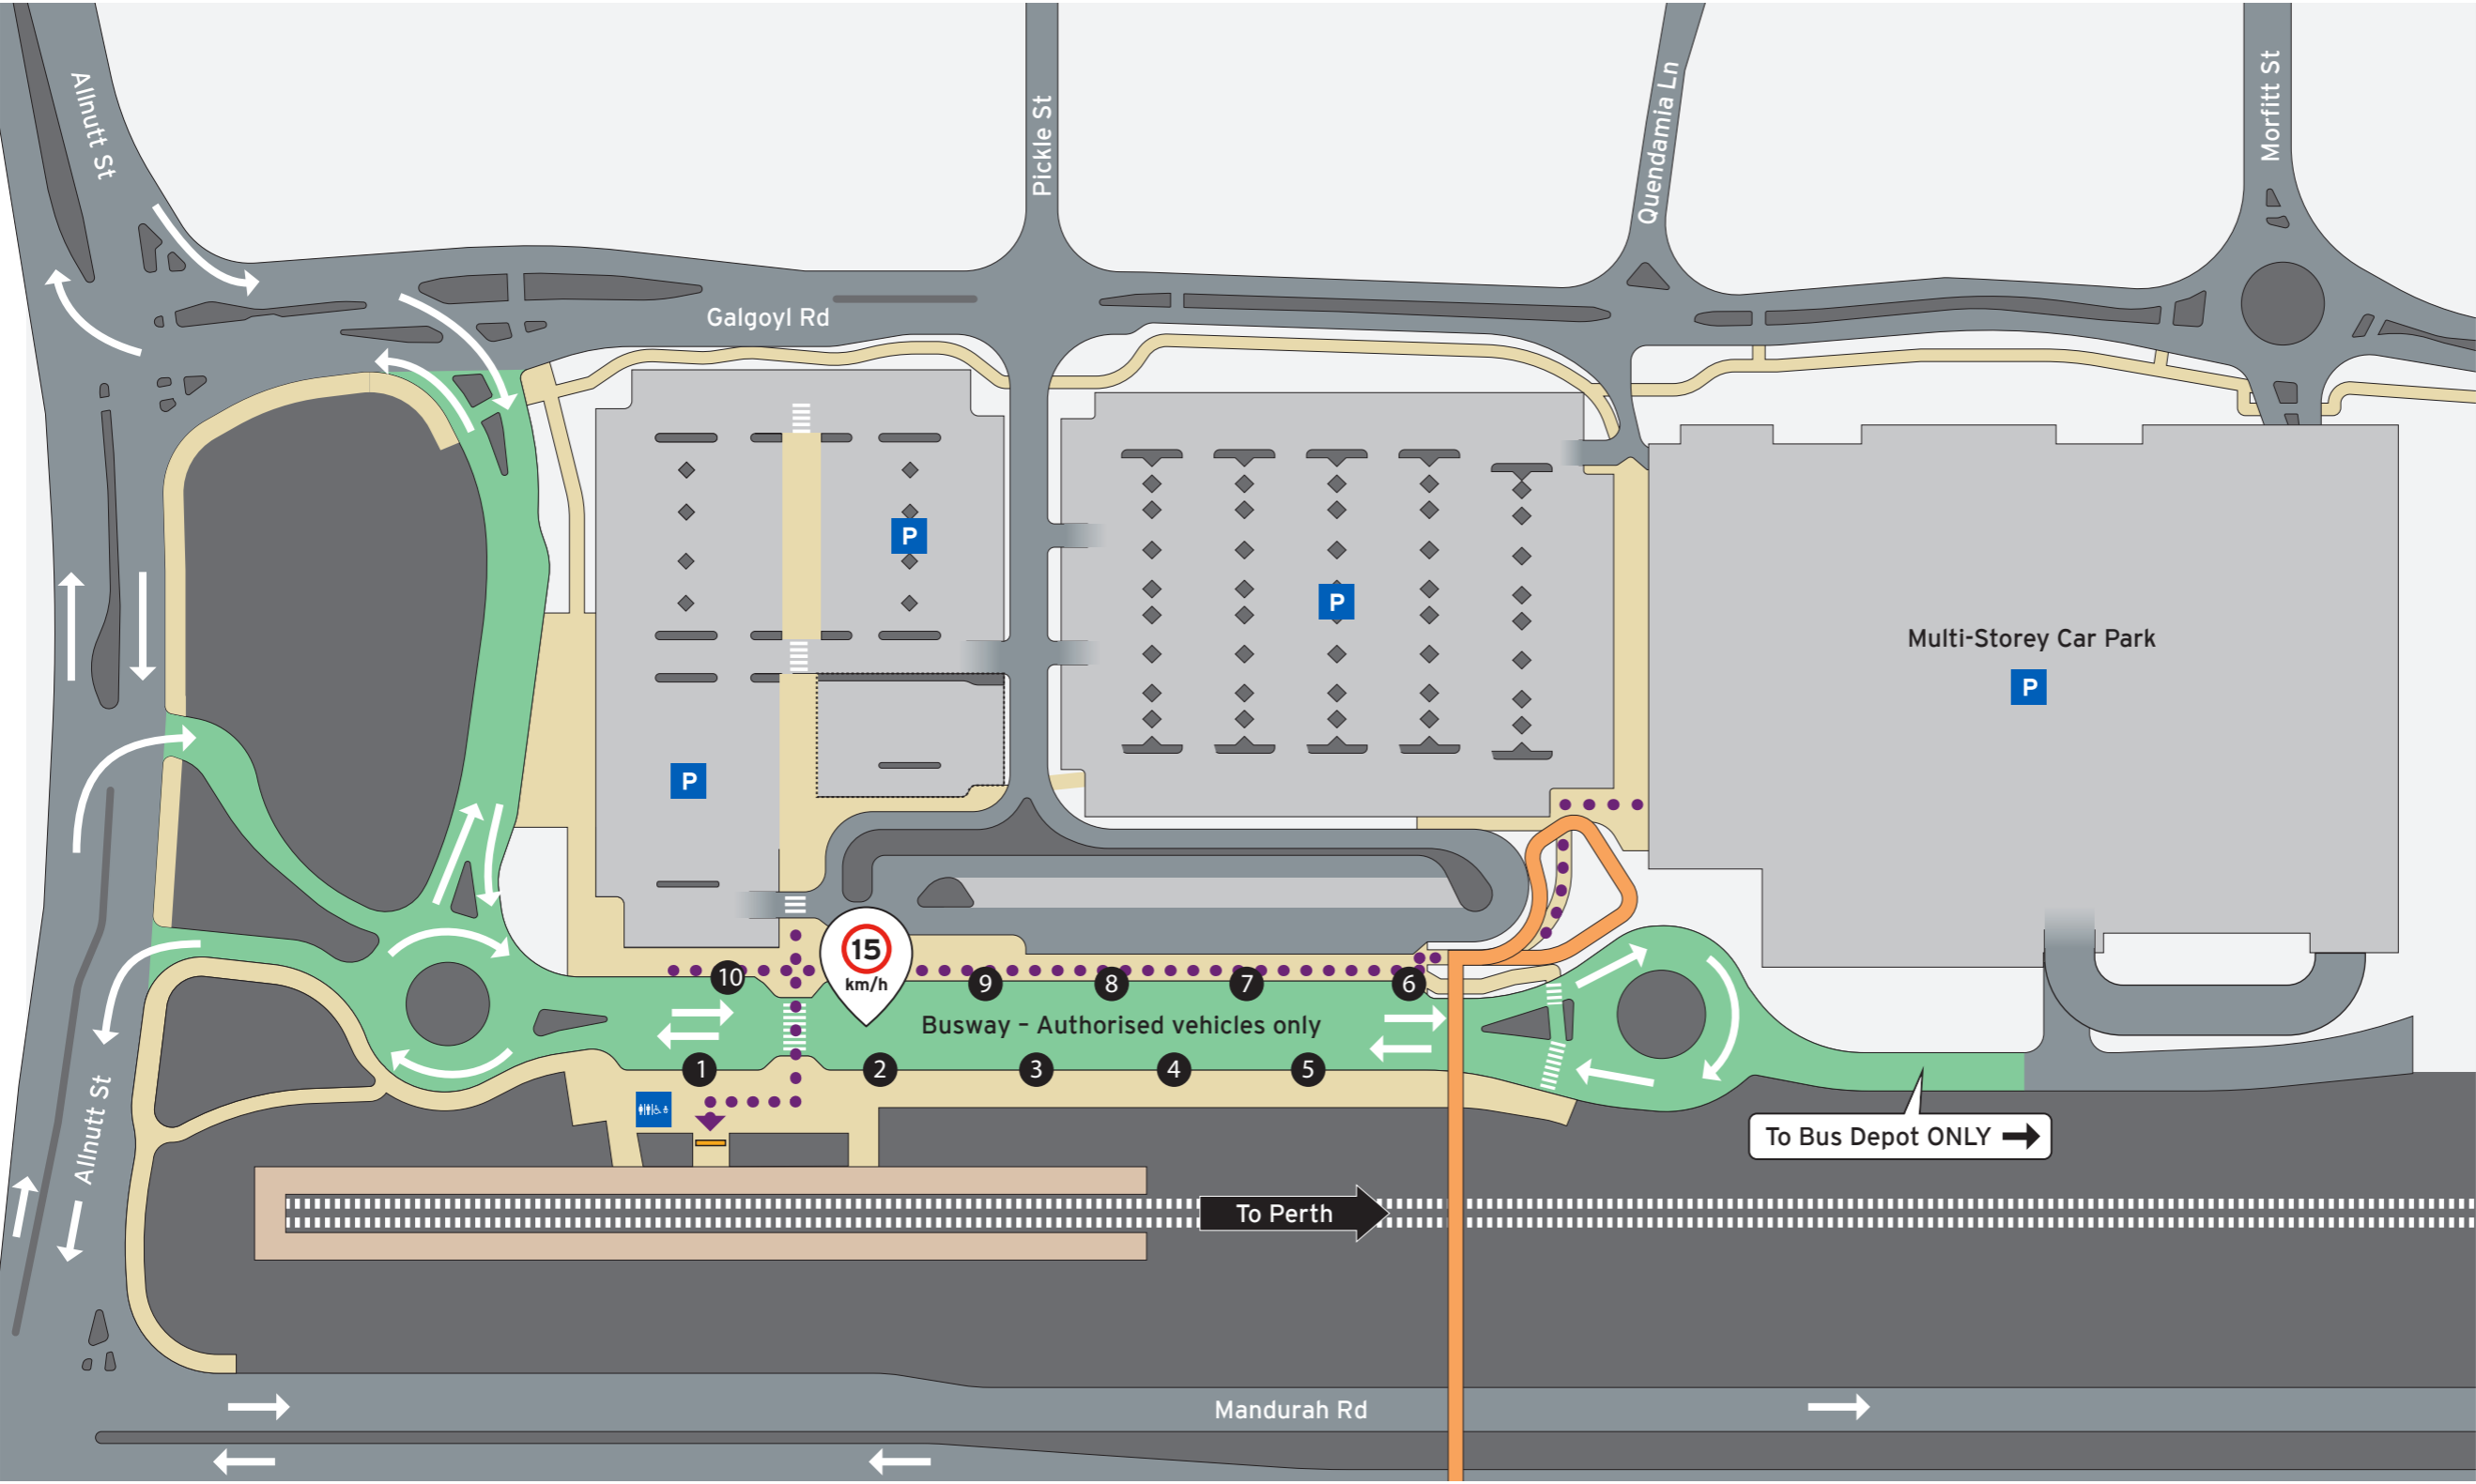 Allnutt St
Pickle St
Quendamia Ln
Morfitt St
Galgoyl Rd
P
P
Multi-Storey Car Park
P
P
15
km/h
10
9
8
7
6
Busway – Authorised vehicles only
1
2
3
4
5
Allnutt St
To Bus Depot ONLY
To Perth
Mandurah Rd